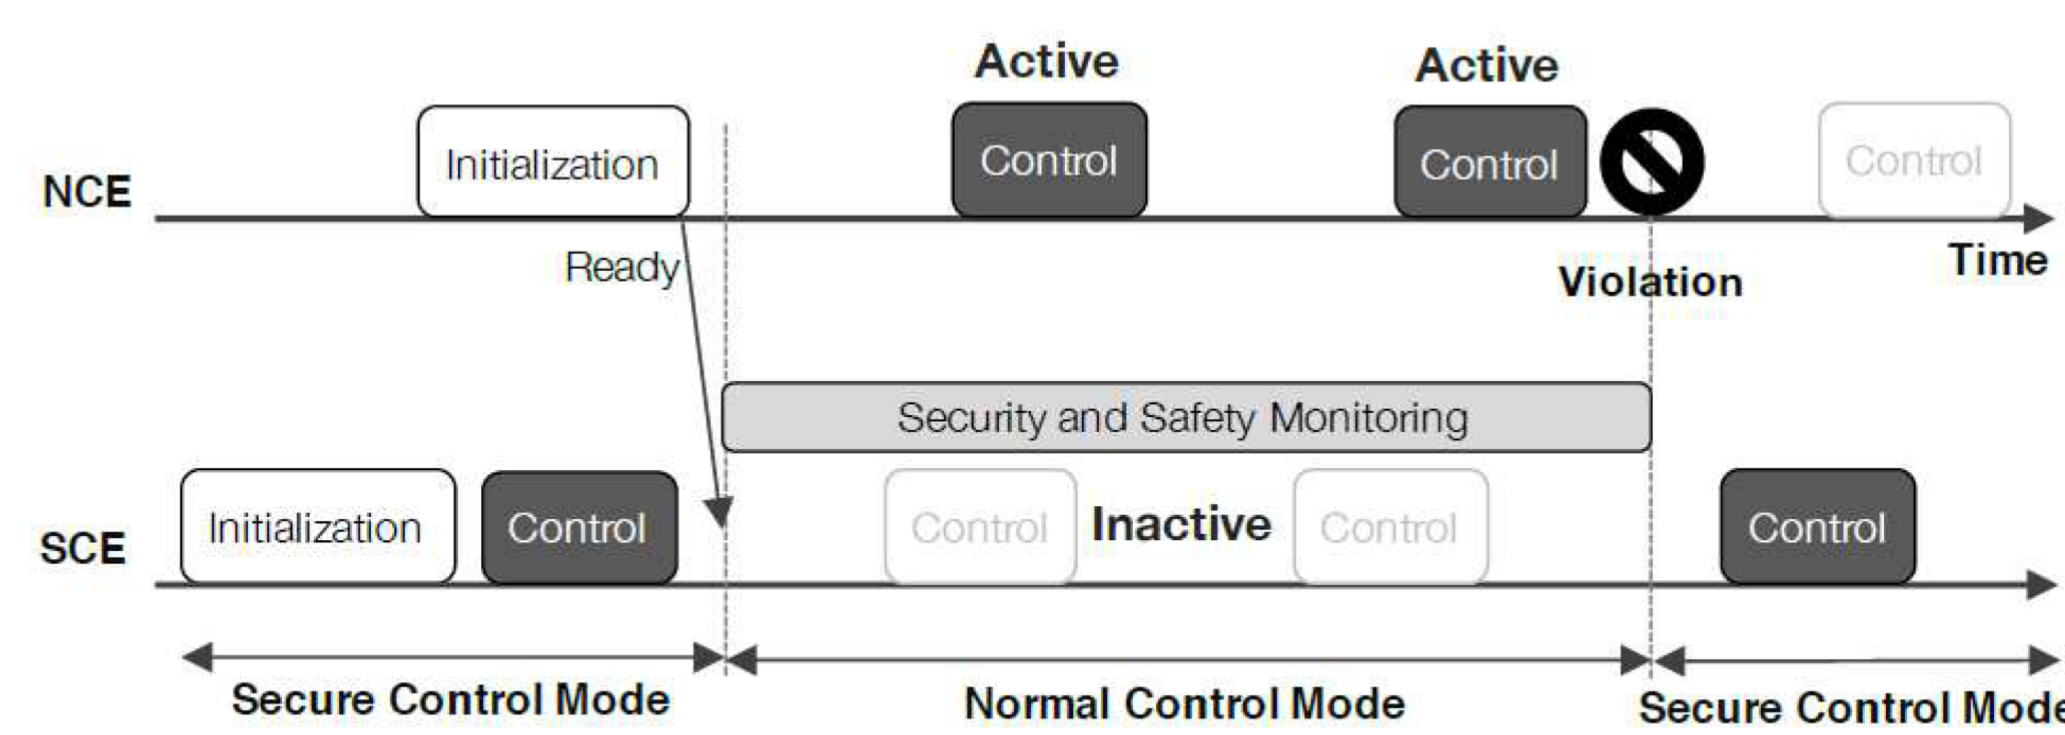 Active
Active
NCE
Initialization
Control
Control
Control
Ready
Violation
Time
Security and Safety Monitoring
SCE
Initialization
Control
Control
Inactive
Control
Control
Secure Control Mode
Normal Control Mode
Secure Control Mode